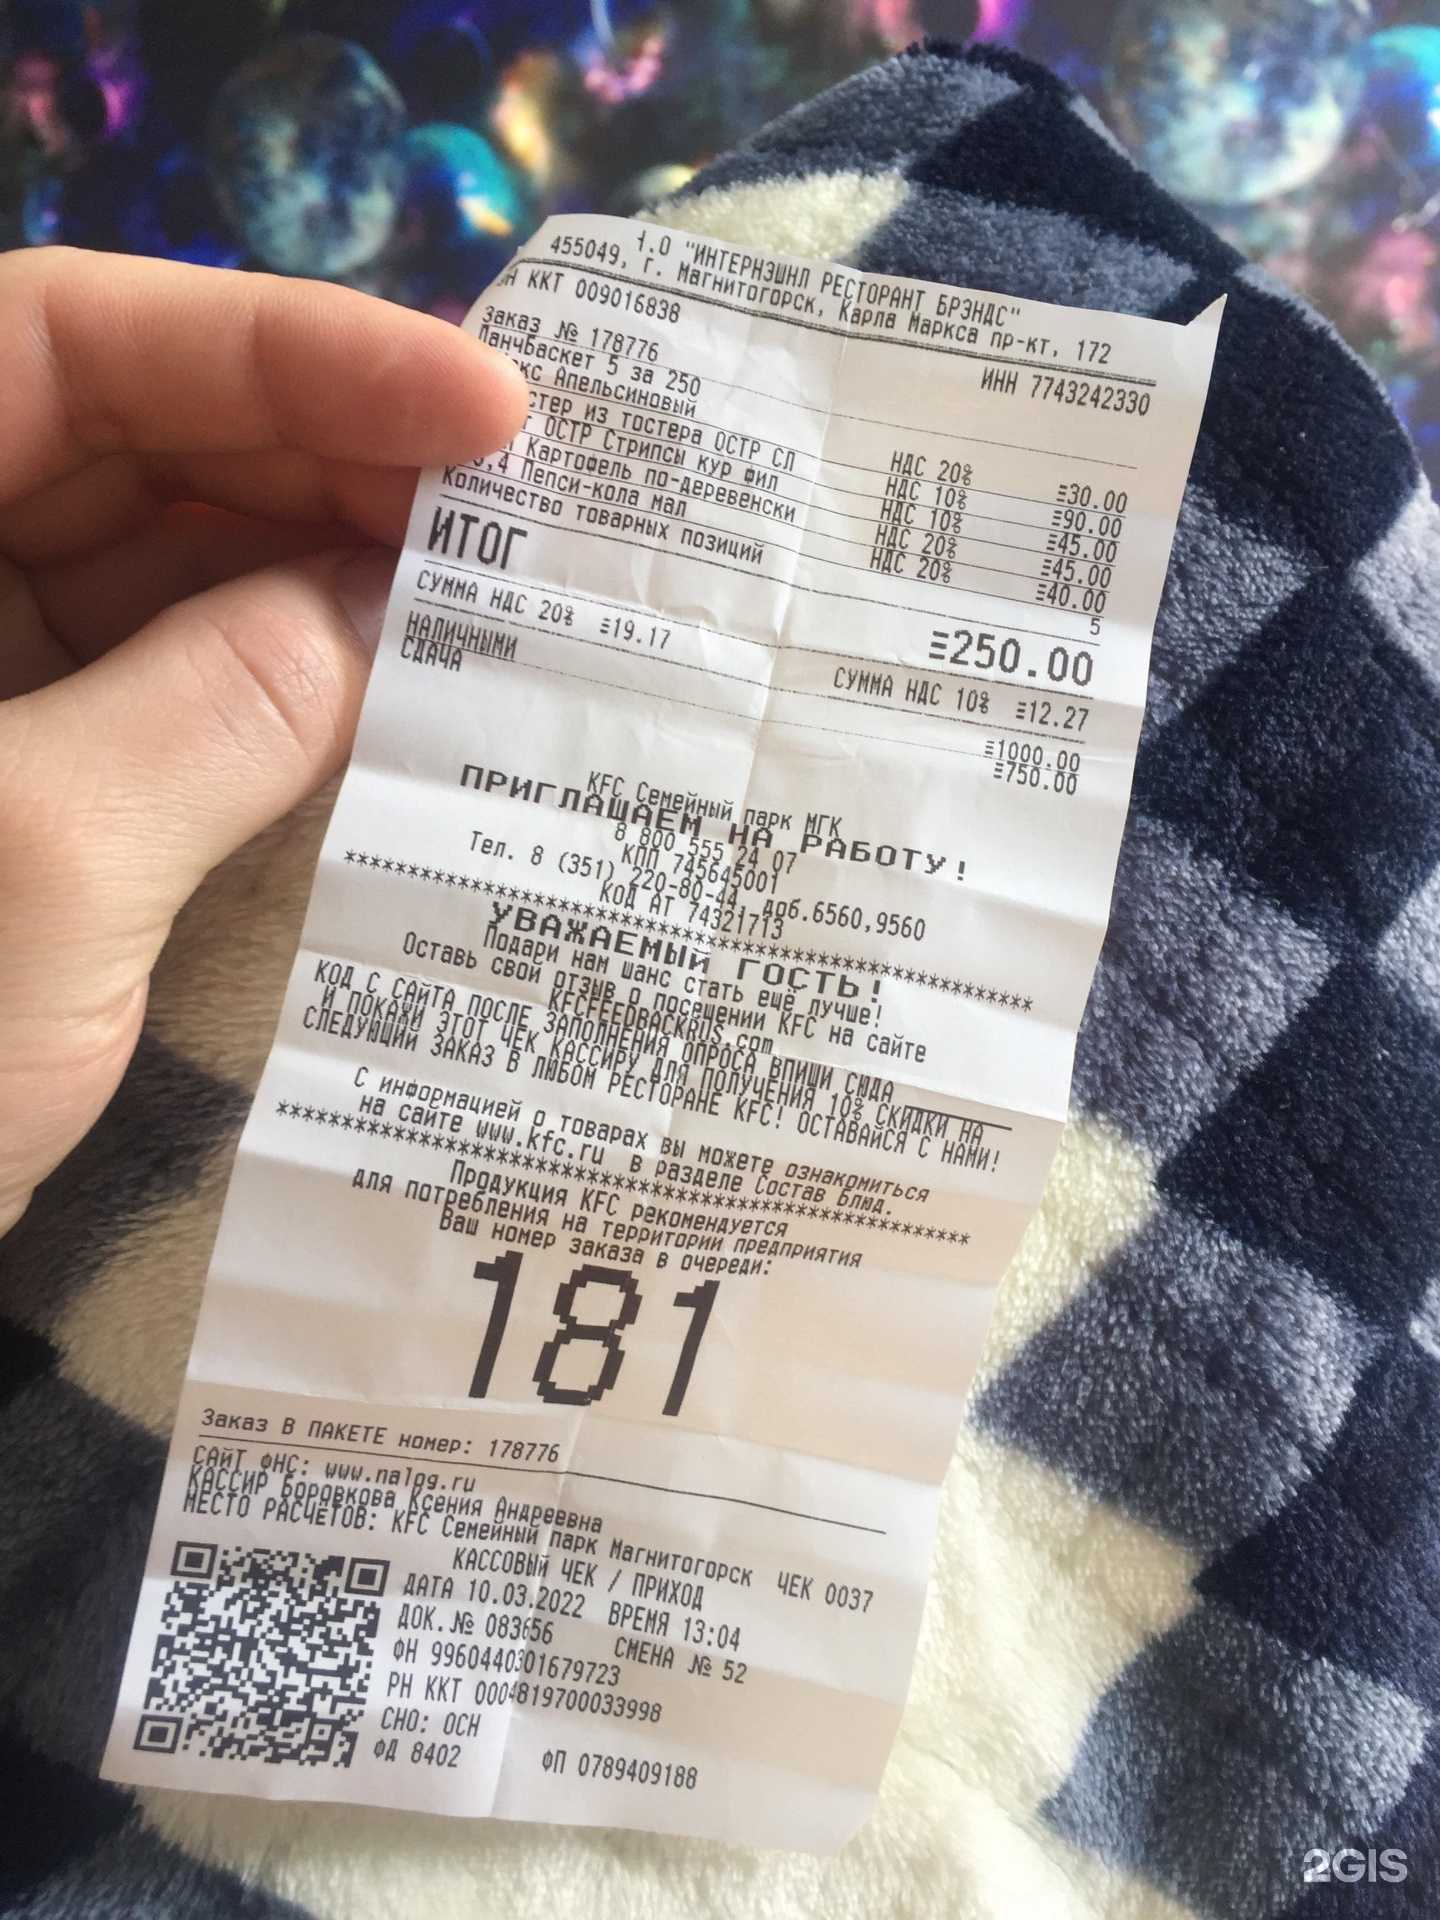 "ИНТЕРНЭШНЛ РЕСТОРАНТ БРЭНДС"
455049, г. Магнитогорск, Карла Маркса пр-кт, 172
ЗН ККТ 009016838 ИНН 7743242330
Заказ № 178776
ЛанчБаскет 5 за 250
Апельсиновый НДС 20% ≡30.00
из тостера ОСТР СЛ НДС 10% ≡90.00
ОСТР Стрипсы кур фил НДС 10% ≡45.00
Картофель по-деревенски НДС 20% ≡45.00
0,4 Пепси-кола мал НДС 20% ≡40.00
Количество товарных позиций 5
ИТОГ ≡250.00
СУММА НДС 20% ≡19.17 СУММА НДС 10% ≡12.27
НАЛИЧНЫМИ ≡1000.00
СДАЧА ≡750.00
KFC Семейный парк МГК
ПРИГЛАШАЕМ НА РАБОТУ!
8 800 555 24 07
КПП 745645001
Тел. 8 (351) 220-80-44, доб.6560,9560
КОД АТ 74321713
*****************************************************
УВАЖАЕМЫЙ ГОСТЬ!
Подари нам шанс стать ещё лучше!
Оставь свой отзыв о посещении KFC на сайте
KFCFEEDBACKRUS.com
КОД С САЙТА ПОСЛЕ ЗАПОЛНЕНИЯ ОПРОСА ВПИШИ СЮДА
И ПОКАЖИ ЭТОТ ЧЕК КАССИРУ ДЛЯ ПОЛУЧЕНИЯ 10% СКИДКИ НА
СЛЕДУЮЩИЙ ЗАКАЗ В ЛЮБОМ РЕСТОРАНЕ KFC! ОСТАВАЙСЯ С НАМИ!
С информацией о товарах вы можете ознакомиться
на сайте www.kfc.ru в разделе Состав Блюд.
*****************************************************
Продукция KFC рекомендуется
для потребления на территории предприятия
Ваш номер заказа в очереди:
181
Заказ В ПАКЕТЕ номер: 178776
САЙТ ФНС: www.nalog.ru
КАССИР Боровкова Ксения Андреевна
МЕСТО РАСЧЁТОВ: KFC Семейный парк Магнитогорск ЧЕК 0037
КАССОВЫЙ ЧЕК / ПРИХОД
ДАТА 10.03.2022 ВРЕМЯ 13:04
ДОК.№ 083656 СМЕНА № 52
ФН 9960440301679723
РН ККТ 0004819700033998
СНО: ОСН
ФД 8402 ФП 0789409188
2GIS